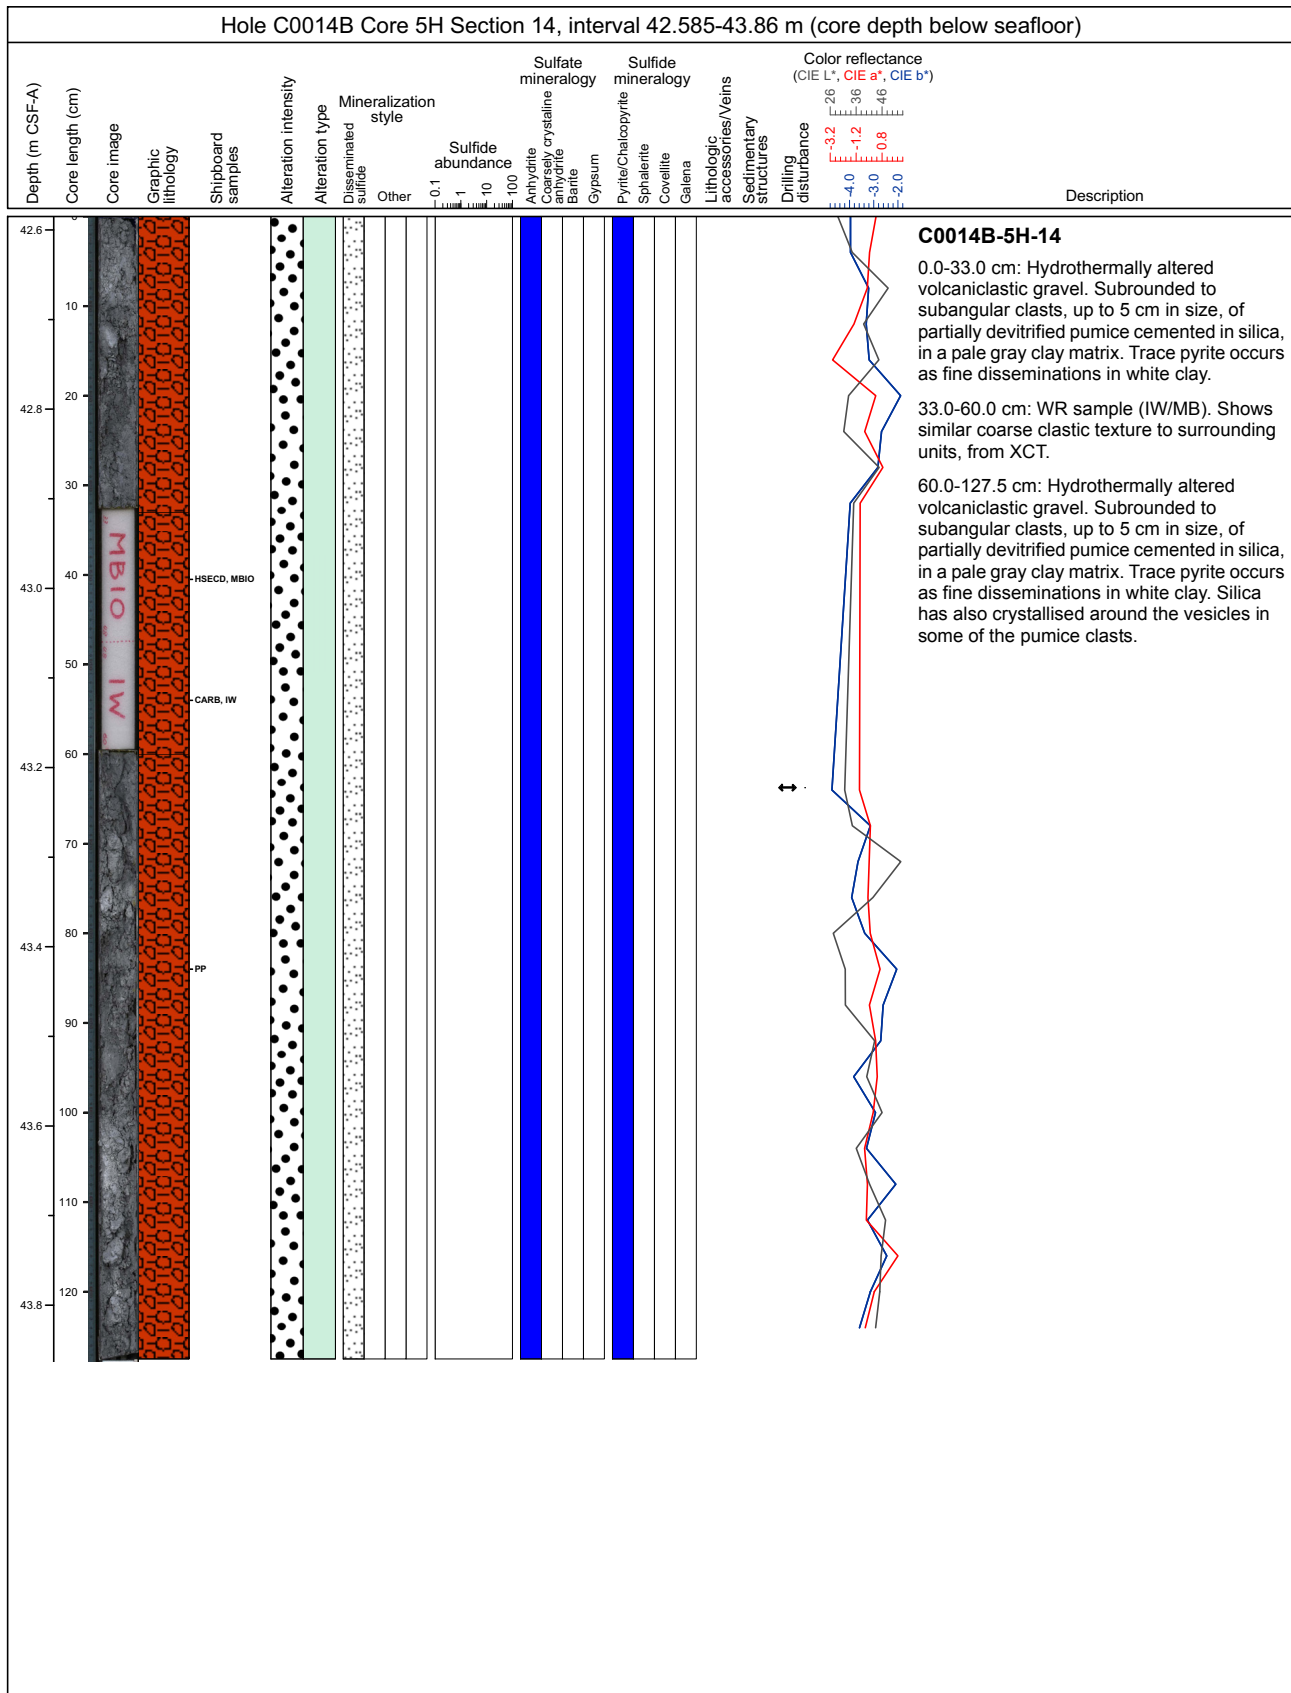 Hole C0014B Core 5H Section 14, interval 42.585-43.86 m (core depth below seafloor)
Depth (m CSF-A)
Core length (cm)
Core image
Graphic
lithology
Shipboard
samples
Alteration intensity
Alteration type
Mineralization
style
Disseminated
sulfide
Other
Sulfide
abundance
0.1
1
10
100
Sulfate
mineralogy
Anhydrite
Coarsely crystaline
anhydrite
Barite
Gypsum
Sulfide
mineralogy
Pyrite/Chalcopyrite
Sphalerite
Covellite
Galena
Lithologic
accessories/Veins
Sedimentary
structures
Drilling
disturbance
Color reflectance
(CIE L*, CIE a*, CIE b*)
26
36
46
-3.2
-1.2
0.8
-4.0
-3.0
-2.0
Description
42.6
42.8
43.0
43.2
43.4
43.6
43.8
0
10
20
30
40
50
60
70
80
90
100
110
120
MBIO
IW
HSECD, MBIO
CARB, IW
PP
C0014B-5H-14
0.0-33.0 cm: Hydrothermally altered
volcaniclastic gravel. Subrounded to
subangular clasts, up to 5 cm in size, of
partially devitrified pumice cemented in silica,
in a pale gray clay matrix. Trace pyrite occurs
as fine disseminations in white clay.
33.0-60.0 cm: WR sample (IW/MB). Shows
similar coarse clastic texture to surrounding
units, from XCT.
60.0-127.5 cm: Hydrothermally altered
volcaniclastic gravel. Subrounded to
subangular clasts, up to 5 cm in size, of
partially devitrified pumice cemented in silica,
in a pale gray clay matrix. Trace pyrite occurs
as fine disseminations in white clay. Silica
has also crystallised around the vesicles in
some of the pumice clasts.